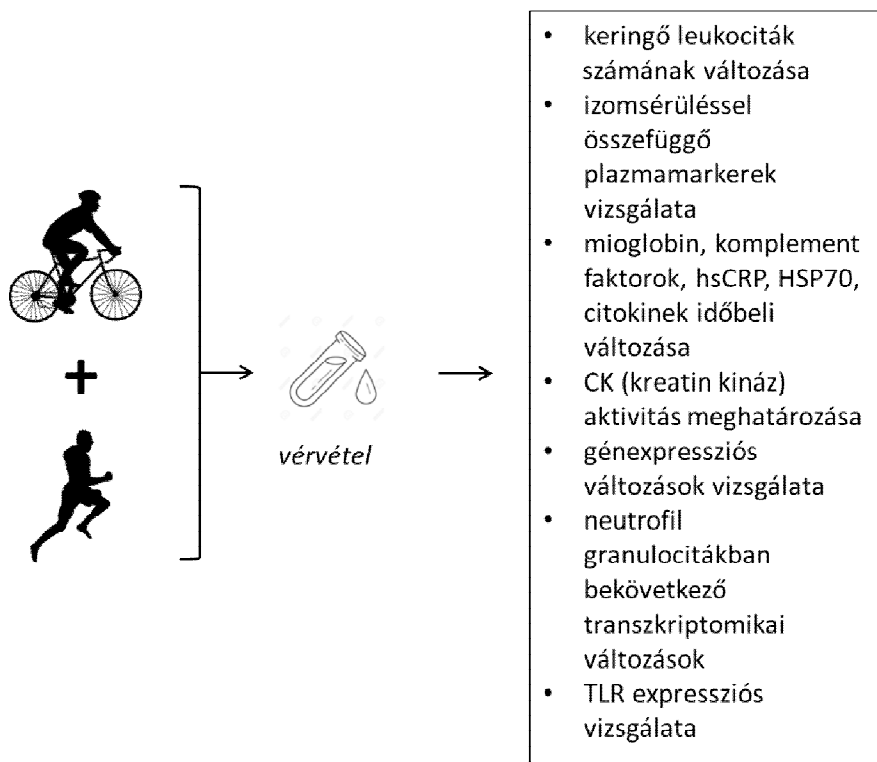 vérvétel
• keringő leukociták
számának változása
• izomsérüléssel
összefüggő
plazmamarkerek
vizsgálata
• mioglobin, komplement
faktorok, hsCRP, HSP70,
citokinek időbeli
változása
• CK (kreatin kináz)
aktivitás meghatározása
• génexpressziós
változások vizsgálata
• neutrofil
granulocitákban
bekövetkező
transzkriptomikai
változások
• TLR expressziós
vizsgálata